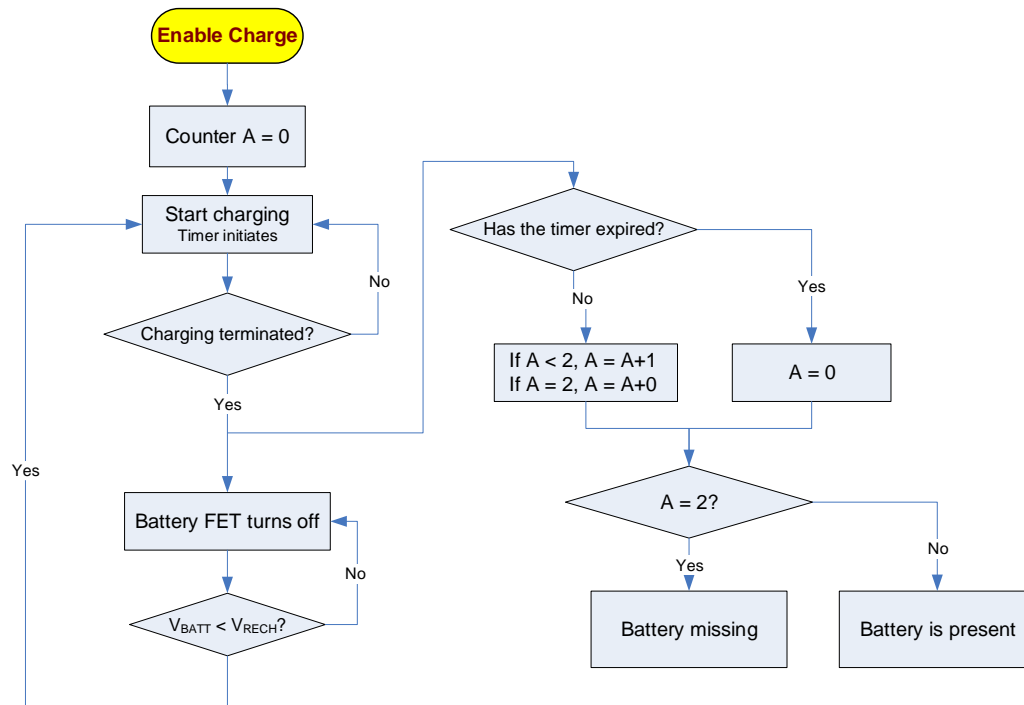 Enable Charge
Counter A = 0
Start charging
Timer initiates
No
Charging terminated?
Yes
Yes
Battery FET turns off
No
VBATT < VRECH?
Has the timer expired?
No
Yes
If A < 2, A = A+1
If A = 2, A = A+0
A = 0
A = 2?
Yes
No
Battery missing
Battery is present